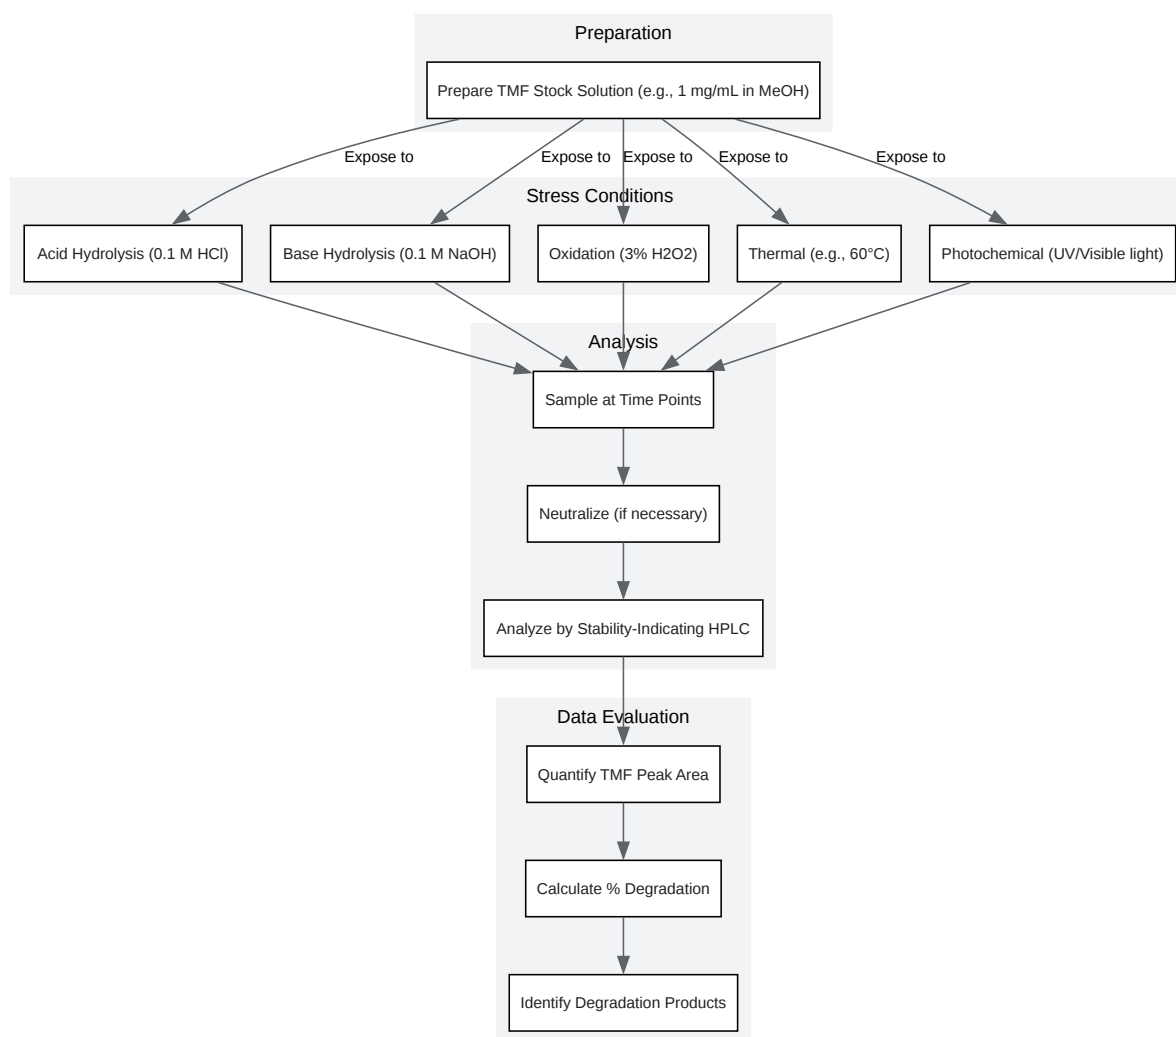 Preparation
Prepare TMF Stock Solution (e.g., 1 mg/mL in MeOH)
Expose to
Expose to
Expose to
Expose to
Expose to
Stress Conditions
Acid Hydrolysis (0.1 M HCl)
Base Hydrolysis (0.1 M NaOH)
Oxidation (3% H2O2)
Thermal (e.g., 60°C)
Photochemical (UV/Visible light)
Analysis
Sample at Time Points
Neutralize (if necessary)
Analyze by Stability-Indicating HPLC
Data Evaluation
Quantify TMF Peak Area
Calculate % Degradation
Identify Degradation Products